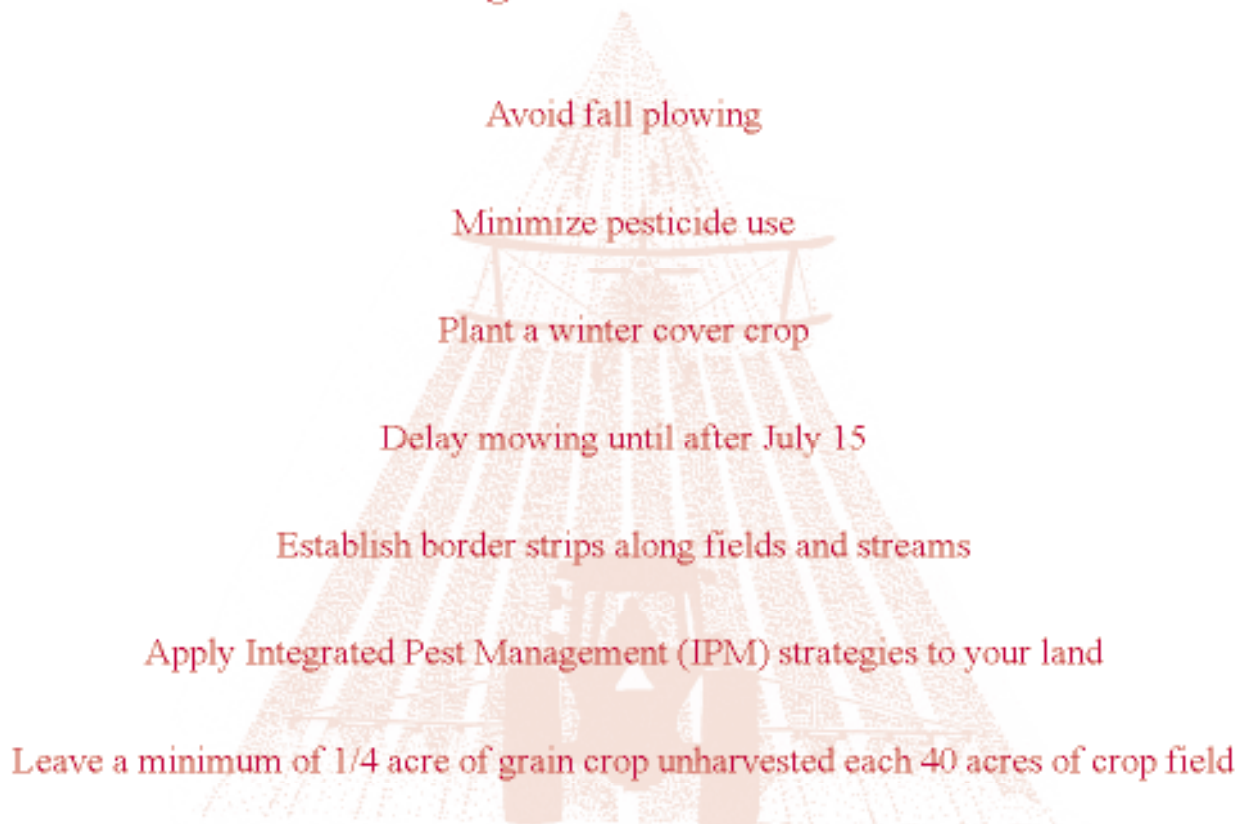 Avoid fall plowing
Minimize pesticide use
Plant a winter cover crop
Delay mowing until after July 15
Establish border strips along fields and streams
Apply Integrated Pest Management (IPM) strategies to your land
Leave a minimum of 1/4 acre of grain crop unharvested each 40 acres of crop field